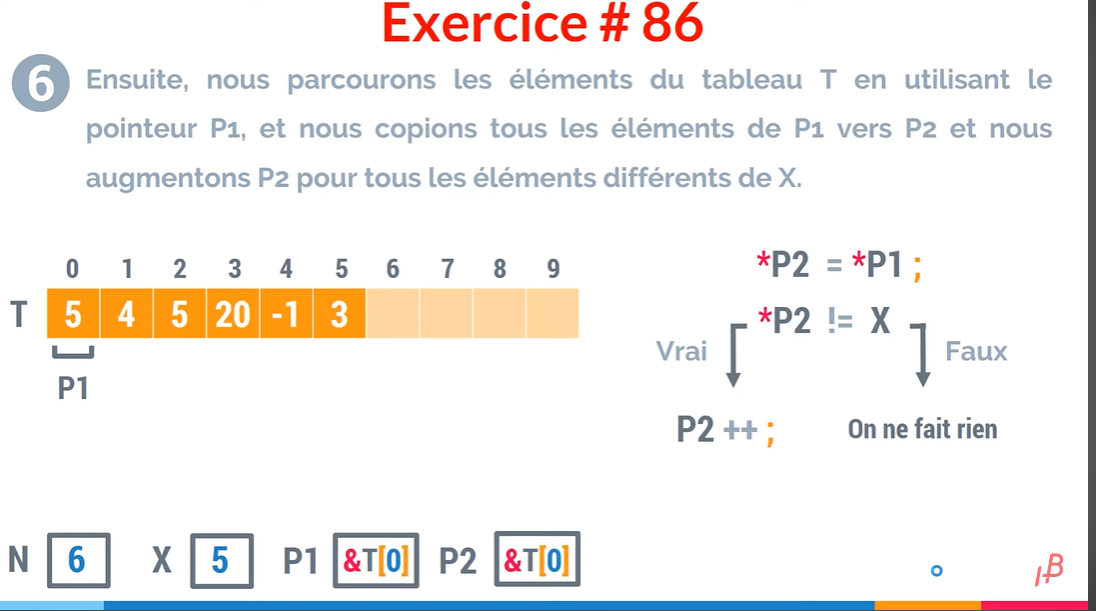 Exercice # 86
6
Ensuite, nous parcourons les éléments du tableau T en utilisant le
pointeur P1, et nous copions tous les éléments de P1 vers P2 et nous
augmentons P2 pour tous les éléments différents de X.
0 1 2 3 4 5 6 7 8 9
T 5 4 5 20 -1 3
P1
*P2 = *P1 ;
*P2 != X
Vrai Faux
P2 ++ ; On ne fait rien
N 6 X 5 P1 &T[0] P2 &T[0]